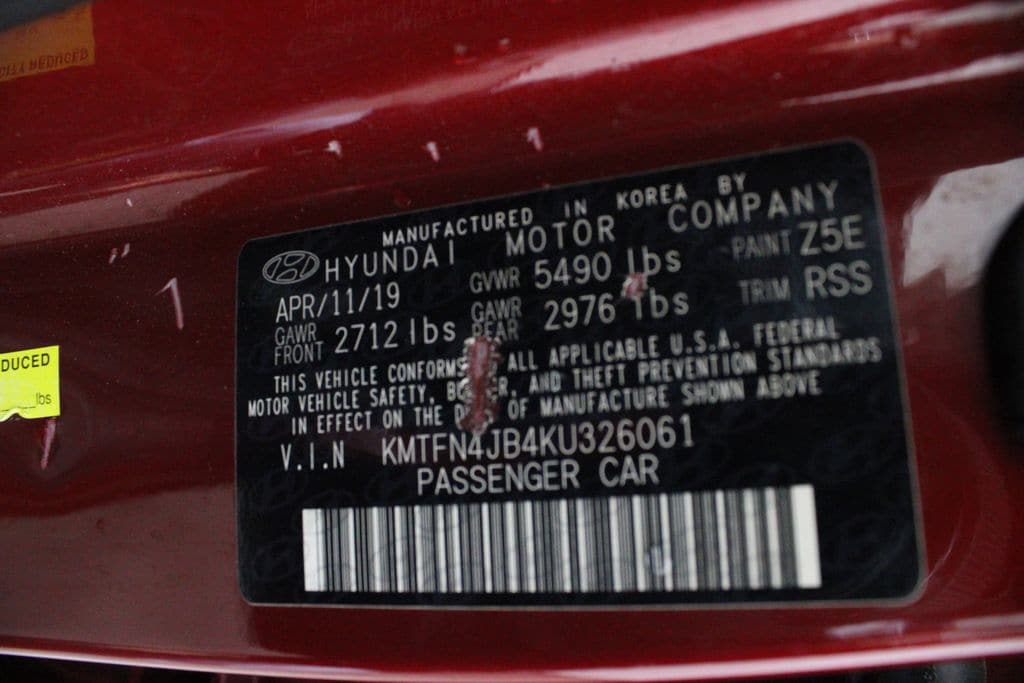 CITY REDUCED
DUCED
lbs
MANUFACTURED IN KOREA BY
HYUNDAI MOTOR COMPANY
APR/11/19 GVWR 5490 lbs PAINT Z5E
GAWR FRONT 2712 lbs GAWR REAR 2976 lbs TRIM RSS
THIS VEHICLE CONFORMS ALL APPLICABLE U.S.A. FEDERAL
MOTOR VEHICLE SAFETY, AND THEFT PREVENTION STANDARDS
IN EFFECT ON THE OF MANUFACTURE SHOWN ABOVE
V.I.N KMTFN4JB4KU326061
PASSENGER CAR